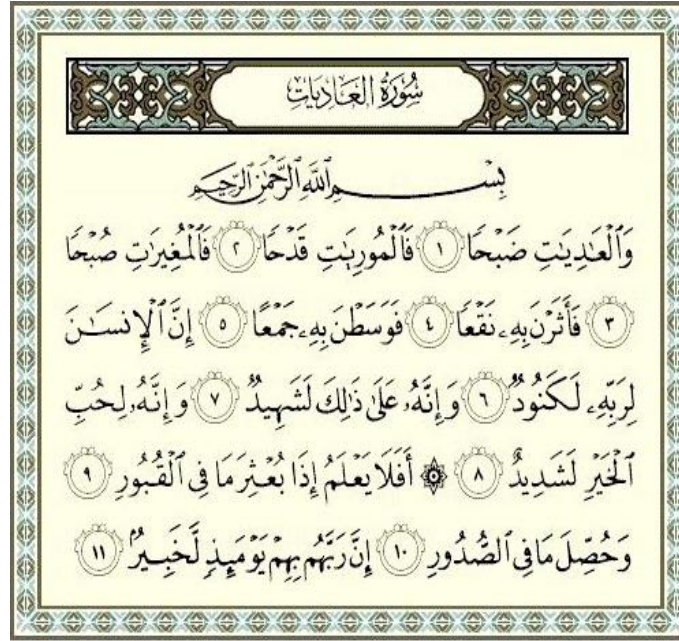 سُورَةُ العَادِيَاتِ
بِسْمِ ٱللَّهِ ٱلرَّحْمَٰنِ ٱلرَّحِيمِ
وَٱلْعَٰدِيَٰتِ ضَبْحًا ١ فَٱلْمُورِيَٰتِ قَدْحًا ٢ فَٱلْمُغِيرَٰتِ صُبْحًا
٣ فَأَثَرْنَ بِهِۦ نَقْعًا ٤ فَوَسَطْنَ بِهِۦ جَمْعًا ٥ إِنَّ ٱلْإِنسَٰنَ
لِرَبِّهِۦ لَكَنُودٌ ٦ وَإِنَّهُۥ عَلَىٰ ذَٰلِكَ لَشَهِيدٌ ٧ وَإِنَّهُۥ لِحُبِّ
ٱلْخَيْرِ لَشَدِيدٌ ٨ ۞ أَفَلَا يَعْلَمُ إِذَا بُعْثِرَ مَا فِى ٱلْقُبُورِ ٩
وَحُصِّلَ مَا فِى ٱلصُّدُورِ ١٠ إِنَّ رَبَّهُم بِهِمْ يَوْمَئِذٍ لَّخَبِيرٌۢ ١١